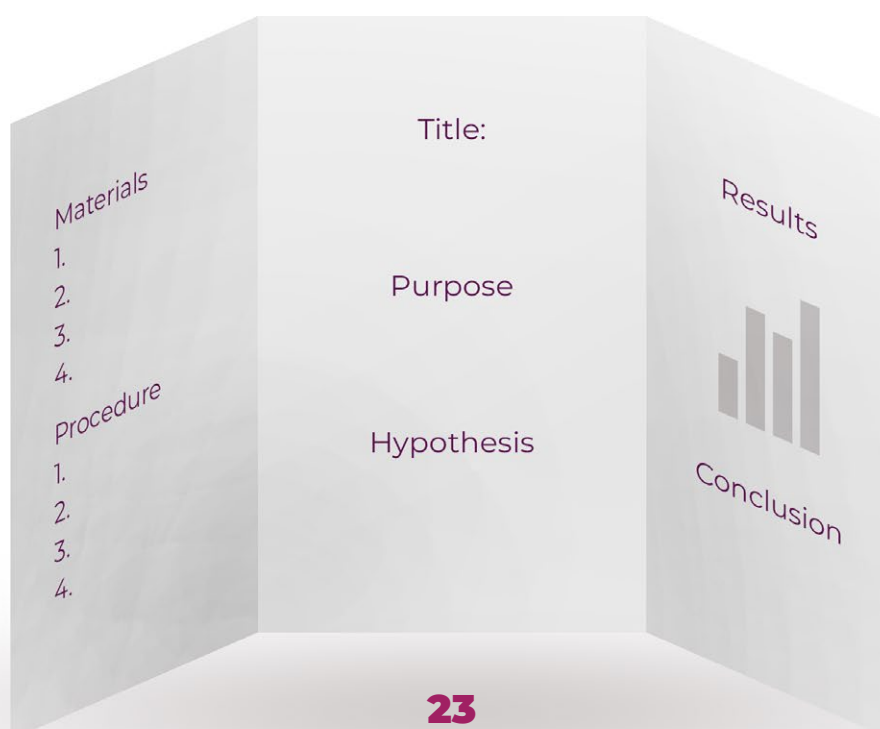 Materials
1.
2.
3.
4.
Procedure
1.
2.
3.
4.
Title:
Purpose
Hypothesis
Results
Conclusion
23